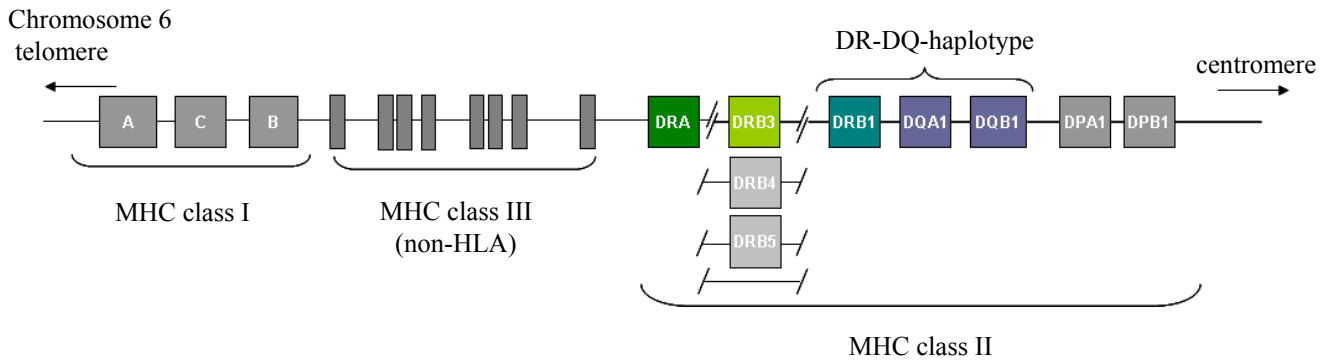 Chromosome 6
telomere
DR-DQ-haplotype
centromere
A C B DRA DRB3 DRB1 DQA1 DQB1 DPA1 DPB1
DRB4
DRB5
MHC class I
MHC class III
(non-HLA)
MHC class II